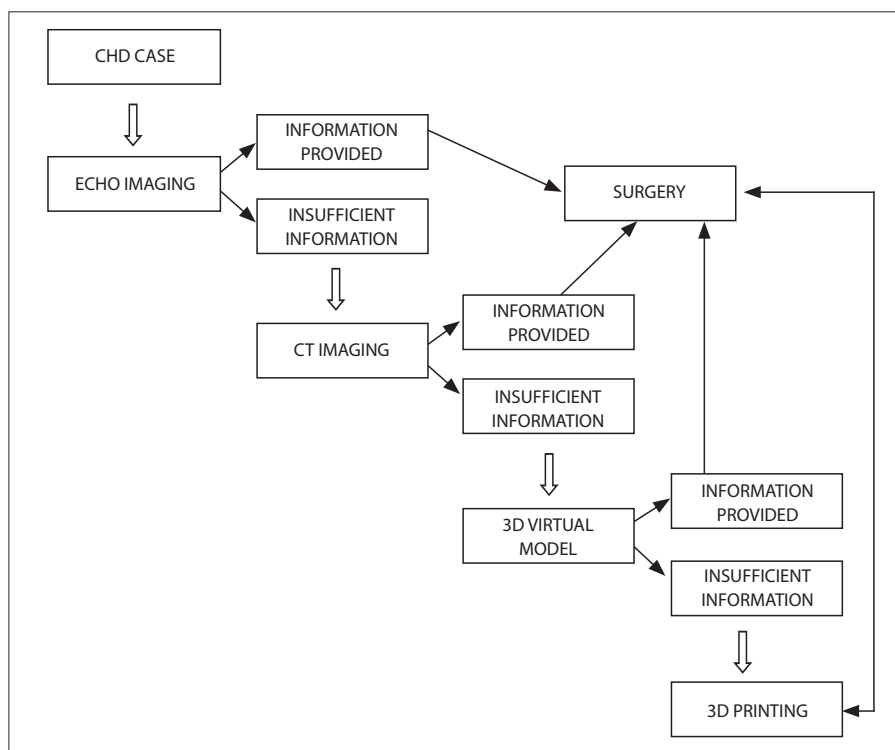 CHD CASE
ECHO IMAGING
INFORMATION
PROVIDED
INSUFFICIENT
INFORMATION
SURGERY
CT IMAGING
INFORMATION
PROVIDED
INSUFFICIENT
INFORMATION
3D VIRTUAL
MODEL
INFORMATION
PROVIDED
INSUFFICIENT
INFORMATION
3D PRINTING